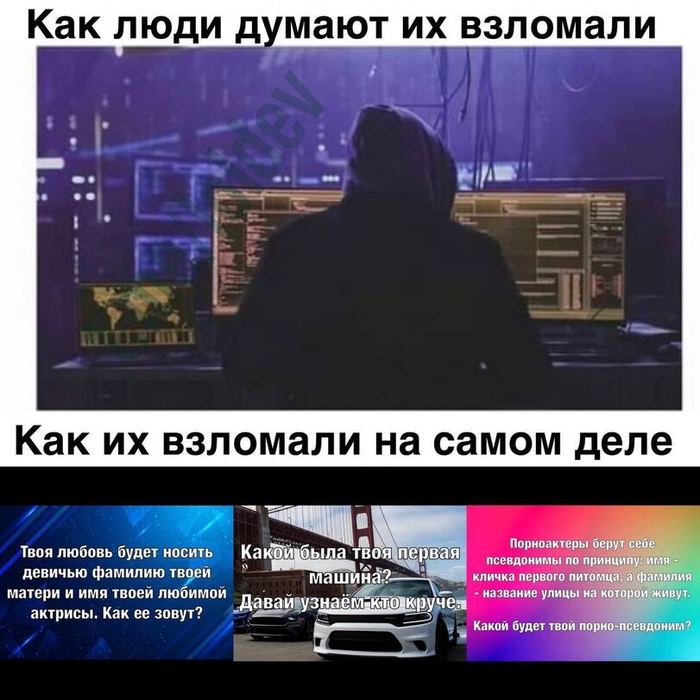 Как люди думают их взломали
Как их взломали на самом деле
Твоя любовь будет носить
девичью фамилию твоей
матери и имя твоей любимой
актрисы. Как ее зовут?
Какой была твоя первая
машина?
Давай узнаём кто круче.
Порноактеры берут себе
псевдонимы по принципу: имя -
кличка первого питомца, а фамилия
- название улицы на которой живут.
Какой будет твой порно-псевдоним?